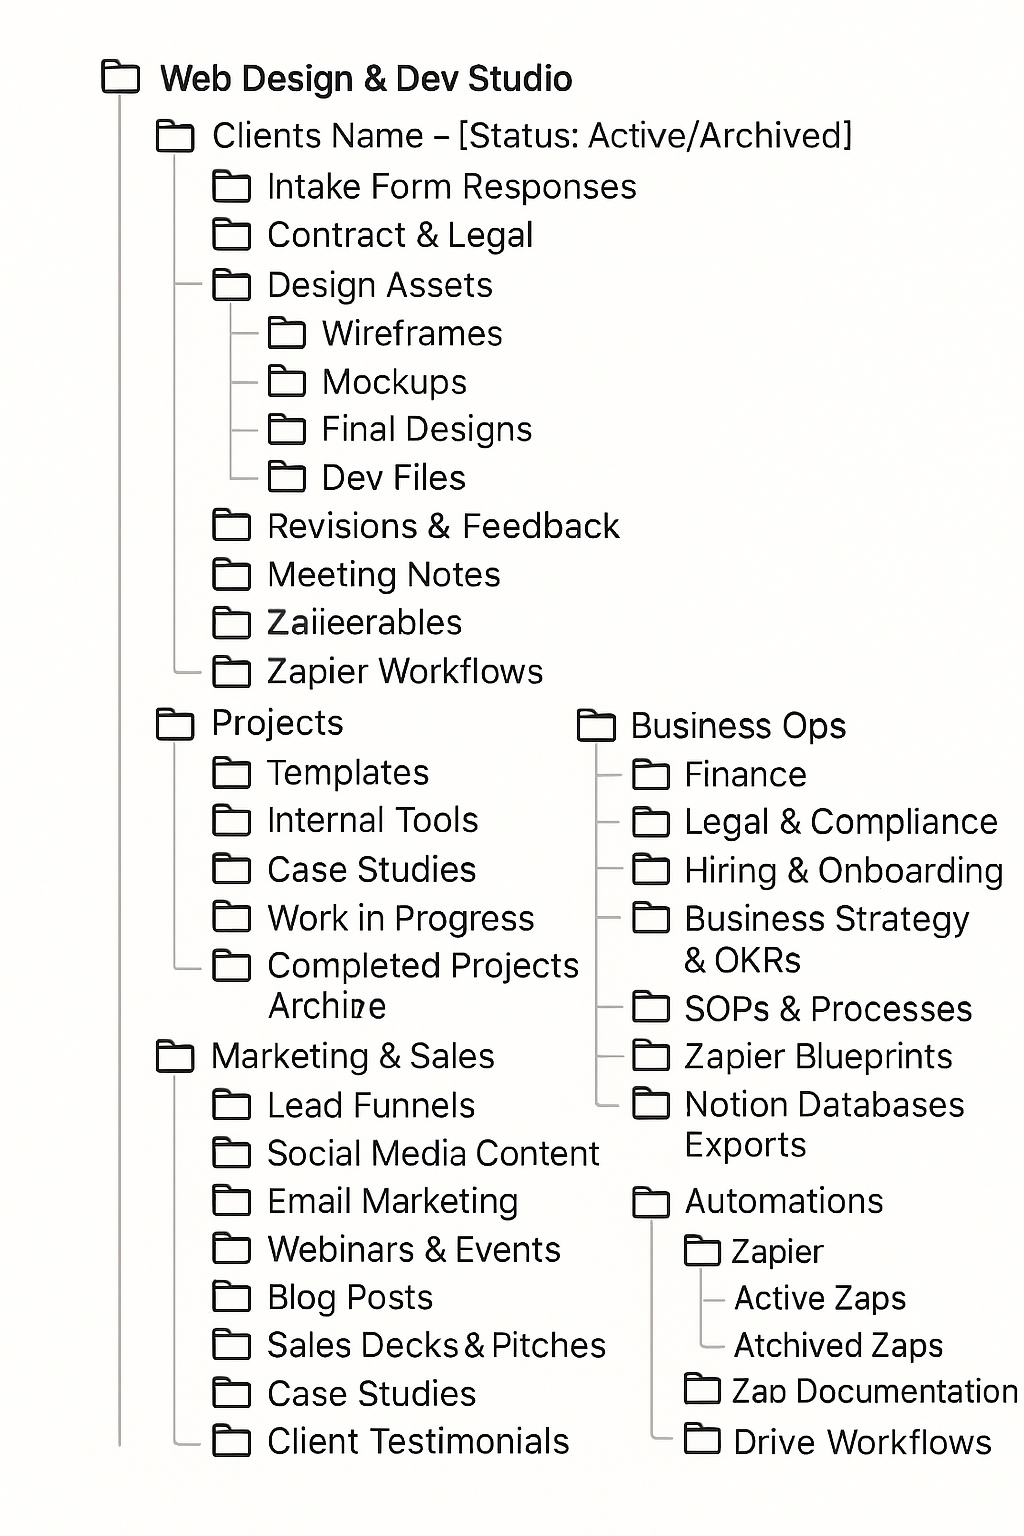 Web Design & Dev Studio
Clients Name – [Status: Active/Archived]
Intake Form Responses
Contract & Legal
Design Assets
Wireframes
Mockups
Final Designs
Dev Files
Revisions & Feedback
Meeting Notes
Zaiieerables
Zapier Workflows
Projects
Templates
Internal Tools
Case Studies
Work in Progress
Completed Projects
Marketing & Sales
Lead Funnels
Social Media Content
Email Marketing
Webinars & Events
Blog Posts
Sales Decks & Pitches
Case Studies
Client Testimonials
Business Ops
Finance
Legal & Compliance
Hiring & Onboarding
Business Strategy
& OKRs
SOPs & Processes
Zapier Blueprints
Notion Databases
Exports
Automations
Zapier
Active Zaps
Atchived Zaps
Zap Documentation
Drive Workflows